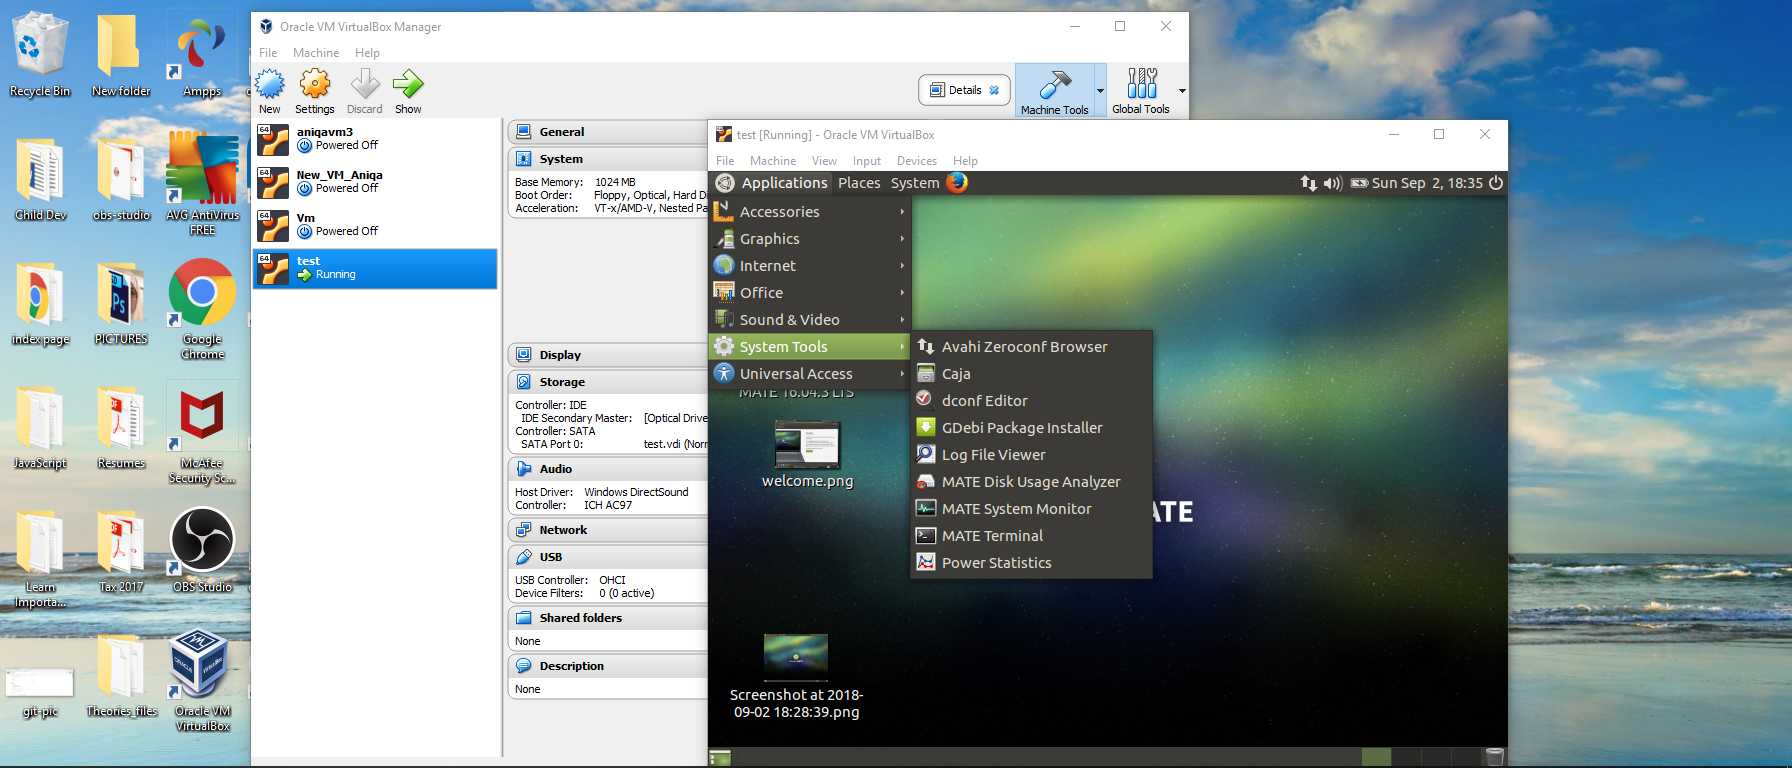 Recycle Bin
New folder
Ampps
Child Dev
obs-studio
AVG AntiVirus
FREE
index page
PICTURES
Google
Chrome
JavaScript
Resumes
McAfee
Security Sc...
Learn
Importa...
Tax 2017
OBS Studio
git-pic
Theories_files
Oracle VM
VirtualBox
Oracle VM VirtualBox Manager
File Machine Help
New Settings Discard Show
Details
Machine Tools
Global Tools
64 aniqavm3
Powered Off
64 New_VM_Aniqa
Powered Off
64 Vm
Powered Off
64 test
Running
General
System
Base Memory: 1024 MB
Boot Order: Floppy, Optical, Hard Di
Acceleration: VT-x/AMD-V, Nested Pa
Display
Storage
Controller: IDE
IDE Secondary Master: [Optical Drive
Controller: SATA
SATA Port 0: test.vdi (Norr
Audio
Host Driver: Windows DirectSound
Controller: ICH AC97
Network
USB
USB Controller: OHCI
Device Filters: 0 (0 active)
Shared folders
None
Description
None
test [Running] - Oracle VM VirtualBox
File Machine View Input Devices Help
Applications Places System
Sun Sep 2, 18:35
Accessories
Graphics
Internet
Office
Sound & Video
System Tools
Universal Access
MATE 16.04.3 LTS
Avahi Zeroconf Browser
Caja
dconf Editor
GDebi Package Installer
Log File Viewer
MATE Disk Usage Analyzer
MATE System Monitor
MATE Terminal
Power Statistics
ATE
welcome.png
Screenshot at 2018-
09-02 18:28:39.png